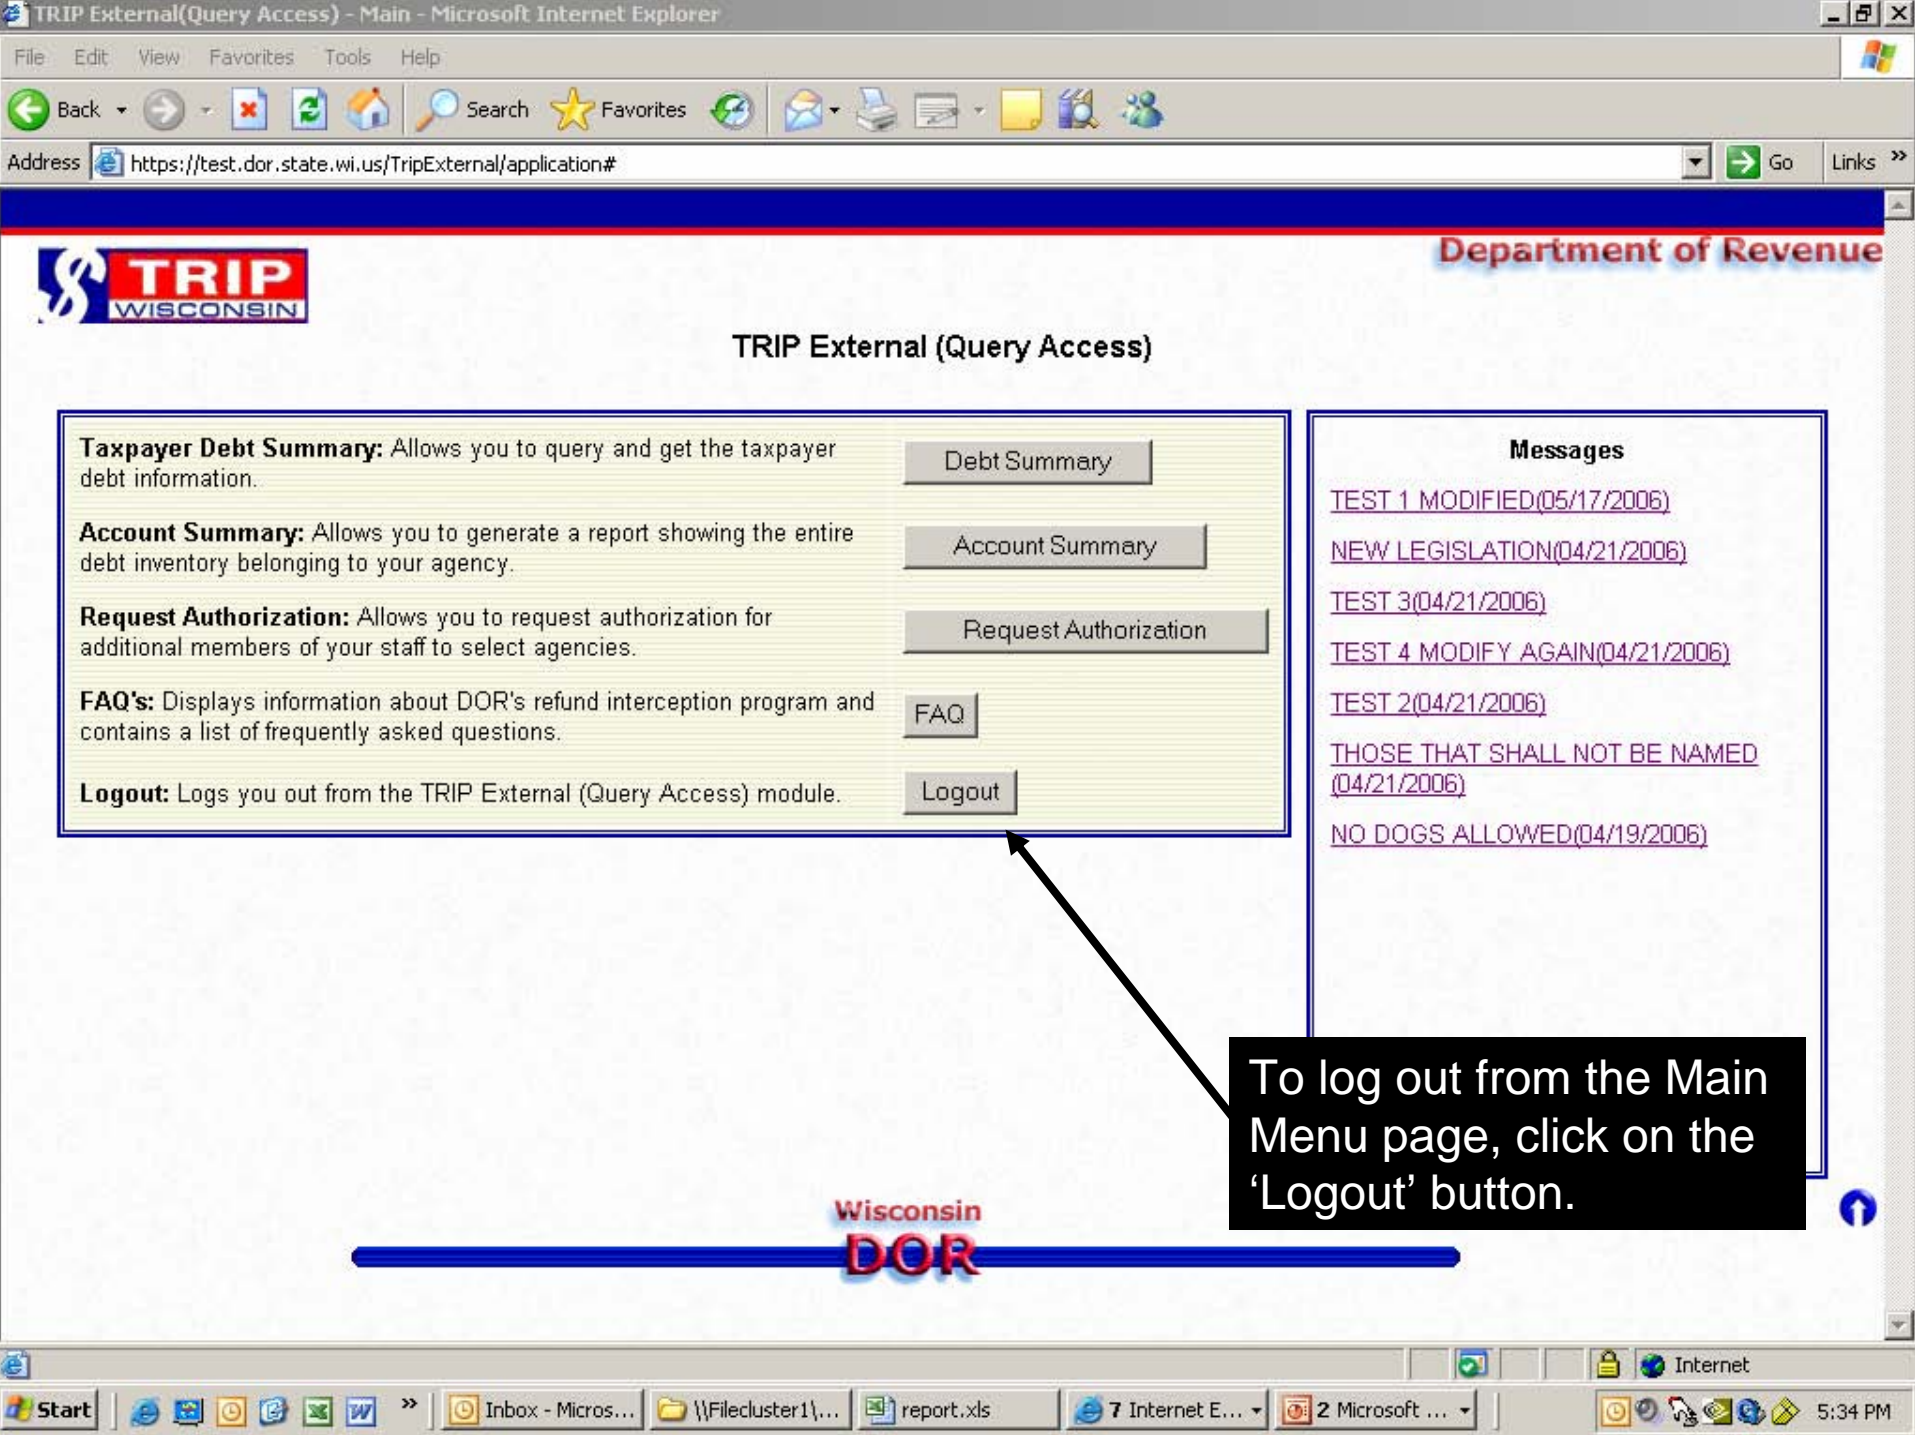 TRIP External(Query Access) - Main - Microsoft Internet Explorer
File Edit View Favorites Tools Help
Back Search Favorites
Address https://test.dor.state.wi.us/TripExternal/application# Go Links »
Department of Revenue
TRIP
WISCONSIN
TRIP External (Query Access)
Taxpayer Debt Summary: Allows you to query and get the taxpayer
debt information.
Debt Summary
Account Summary: Allows you to generate a report showing the entire
debt inventory belonging to your agency.
Account Summary
Request Authorization: Allows you to request authorization for
additional members of your staff to select agencies.
Request Authorization
FAQ's: Displays information about DOR's refund interception program and
contains a list of frequently asked questions.
FAQ
Logout: Logs you out from the TRIP External (Query Access) module.
Logout
Messages
TEST 1 MODIFIED(05/17/2006)
NEW LEGISLATION(04/21/2006)
TEST 3(04/21/2006)
TEST 4 MODIFY AGAIN(04/21/2006)
TEST 2(04/21/2006)
THOSE THAT SHALL NOT BE NAMED
(04/21/2006)
NO DOGS ALLOWED(04/19/2006)
To log out from the Main
Menu page, click on the
‘Logout’ button.
Wisconsin
DOR
Internet
Start » Inbox - Micros... \\Filecluster1\... report.xls 7 Internet E... 2 Microsoft ... 5:34 PM